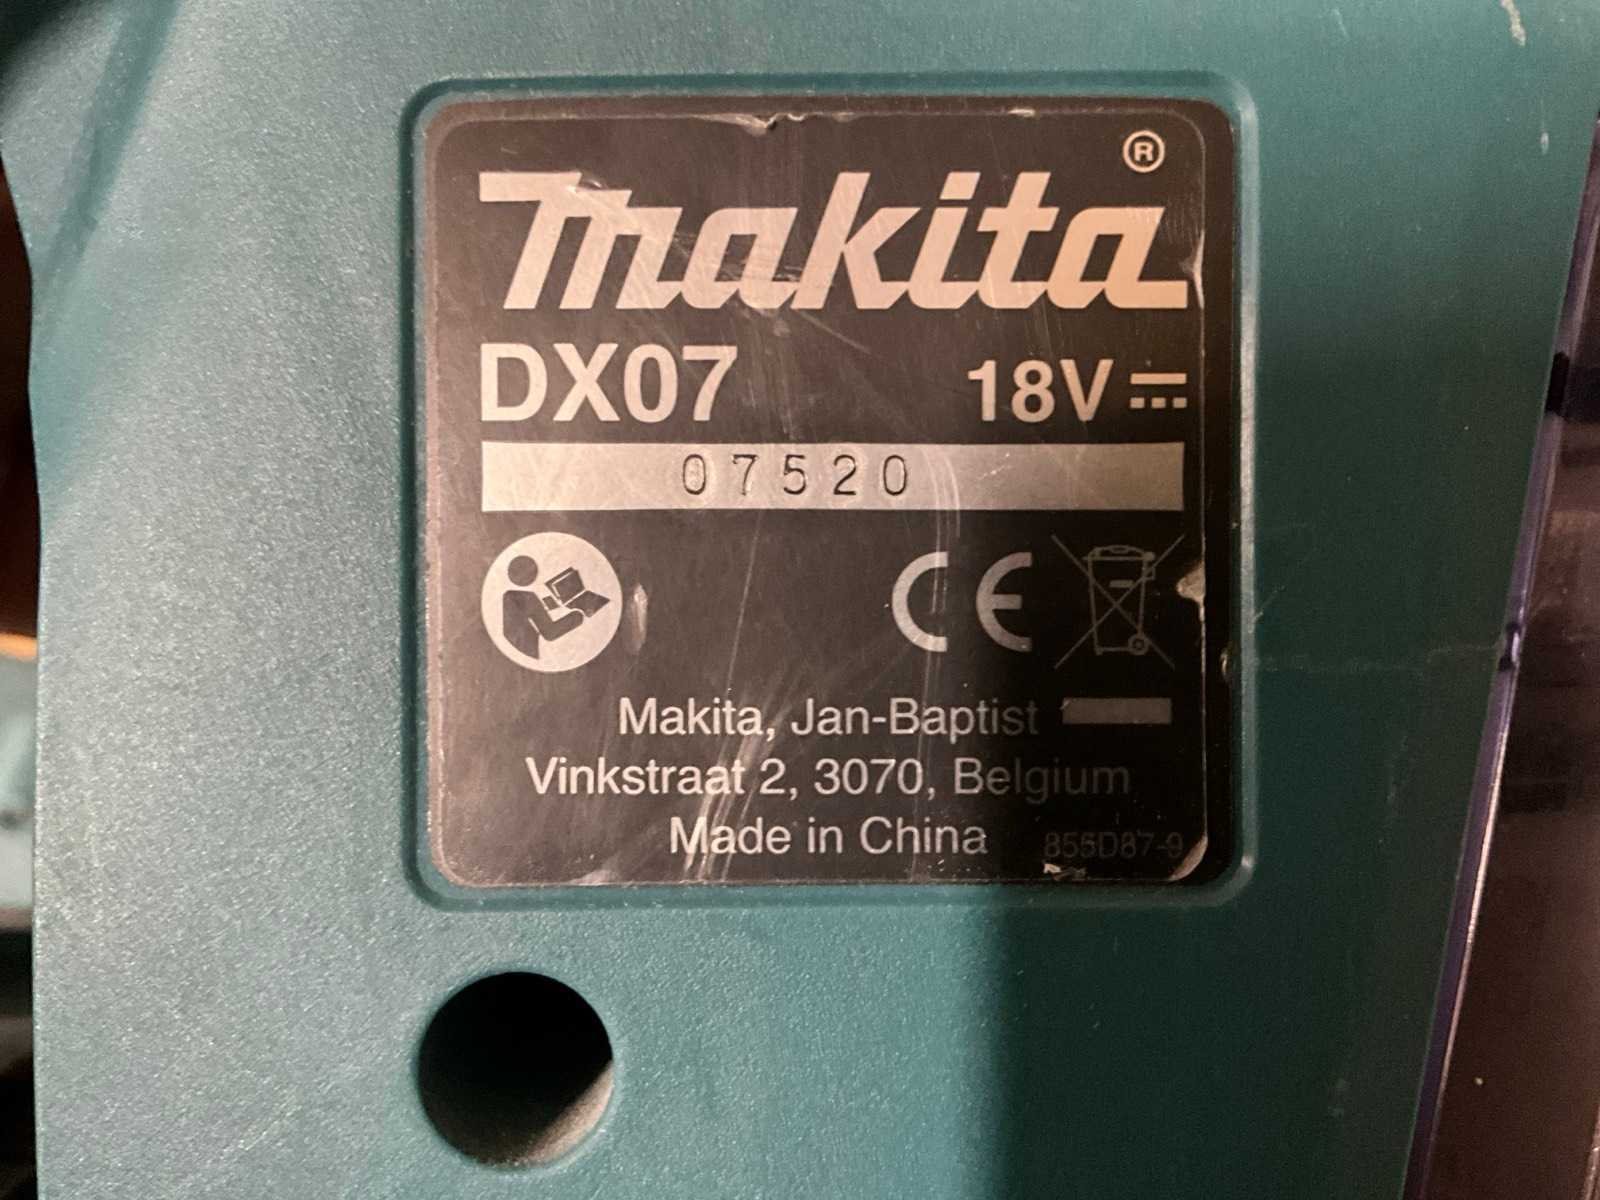 makita®
DX07 18V
07520
CE
Makita, Jan-Baptist
Vinkstraat 2, 3070, Belgium
Made in China 855D87-9